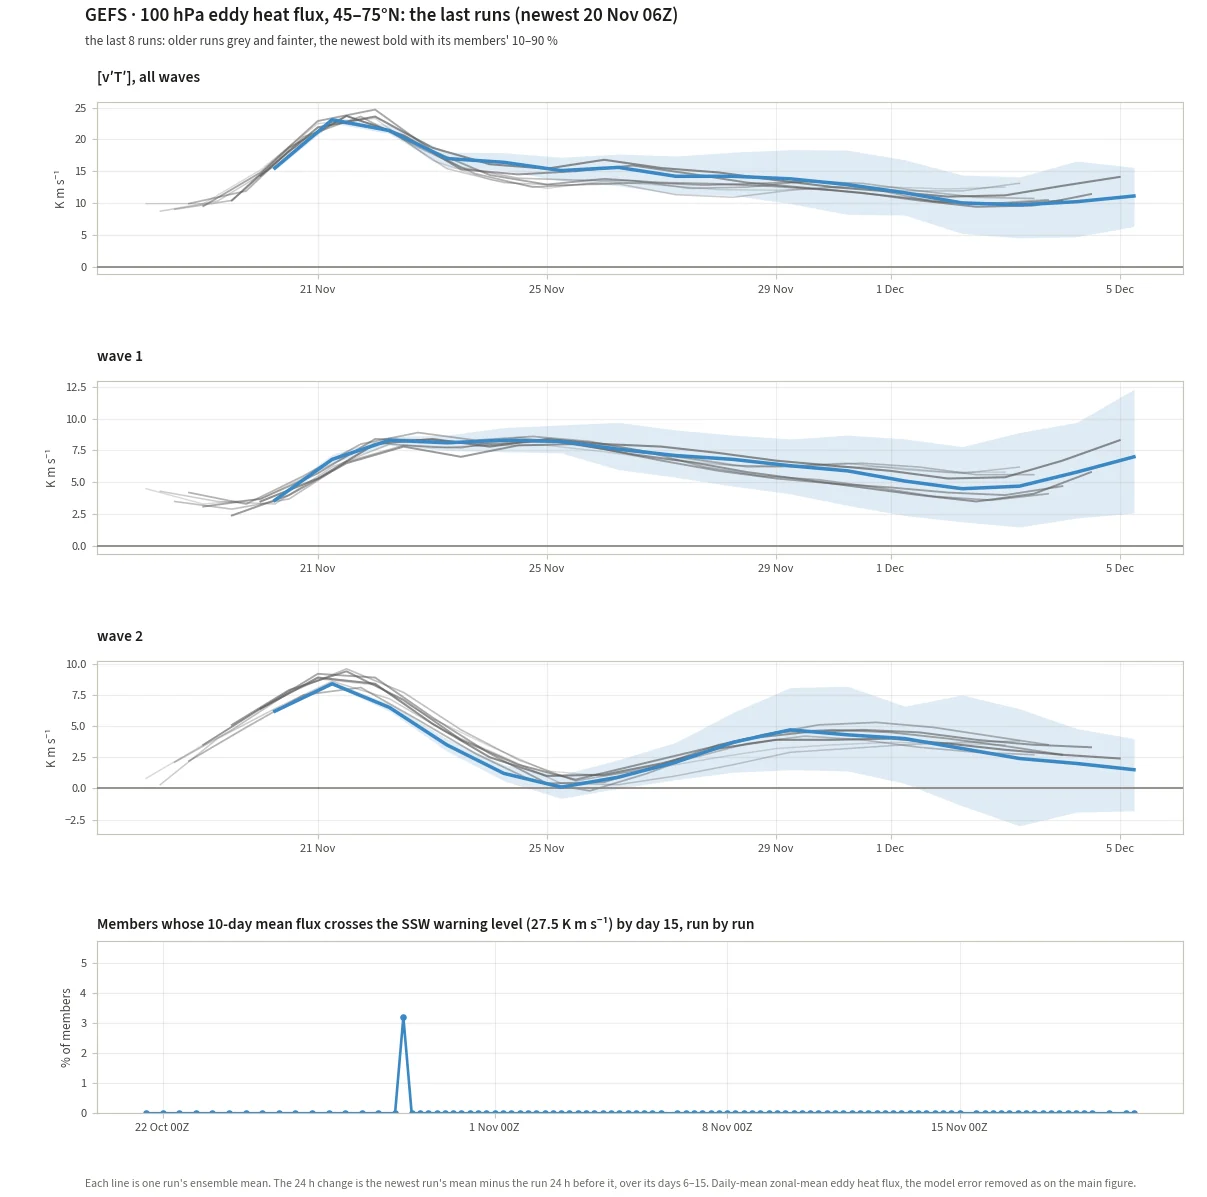 GEFS · 100 hPa eddy heat flux, 45–75°N: the last runs (newest 20 Nov 06Z)
the last 8 runs: older runs grey and fainter, the newest bold with its members' 10–90 %
[v′T′], all waves
25
20
15
10
5
0
K m s⁻¹
21 Nov
25 Nov
29 Nov
1 Dec
5 Dec
wave 1
12.5
10.0
7.5
5.0
2.5
0.0
K m s⁻¹
21 Nov
25 Nov
29 Nov
1 Dec
5 Dec
wave 2
10.0
7.5
5.0
2.5
0.0
−2.5
K m s⁻¹
21 Nov
25 Nov
29 Nov
1 Dec
5 Dec
Members whose 10-day mean flux crosses the SSW warning level (27.5 K m s⁻¹) by day 15, run by run
5
4
3
2
1
0
% of members
22 Oct 00Z
1 Nov 00Z
8 Nov 00Z
15 Nov 00Z
Each line is one run's ensemble mean. The 24 h change is the newest run's mean minus the run 24 h before it, over its days 6–15. Daily-mean zonal-mean eddy heat flux, the model error removed as on the main figure.